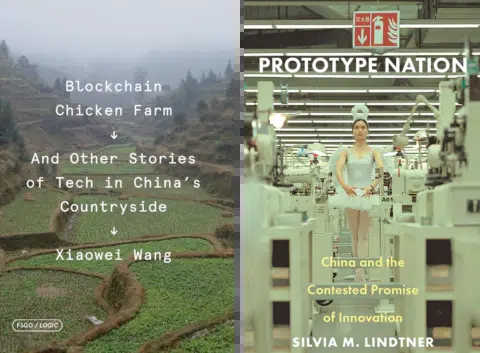 Blockchain
Chicken Farm
↓
And Other Stories
of Tech in China's
Countryside
↓
Xiaowei Wang
FSGO / LOGIC
PROTOTYPE NATION
China and the
Contested Promise
of Innovation
SILVIA M. LINDTNER